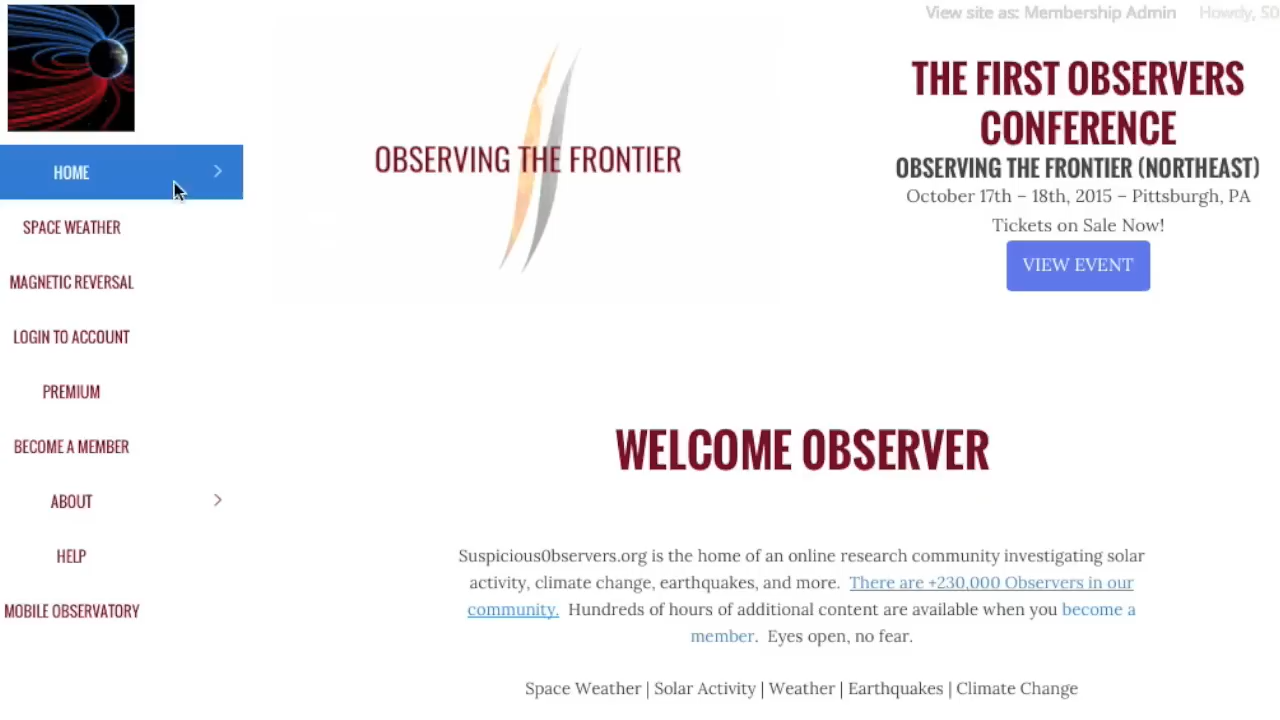 View site as: Membership Admin
Howdy, S0
HOME
SPACE WEATHER
MAGNETIC REVERSAL
LOGIN TO ACCOUNT
PREMIUM
BECOME A MEMBER
ABOUT
HELP
MOBILE OBSERVATORY
OBSERVING THE FRONTIER
THE FIRST OBSERVERS
CONFERENCE
OBSERVING THE FRONTIER (NORTHEAST)
October 17th – 18th, 2015 – Pittsburgh, PA
Tickets on Sale Now!
VIEW EVENT
WELCOME OBSERVER
Suspicious0bservers.org is the home of an online research community investigating solar
activity, climate change, earthquakes, and more. There are +230,000 Observers in our
community. Hundreds of hours of additional content are available when you become a
member. Eyes open, no fear.
Space Weather | Solar Activity | Weather | Earthquakes | Climate Change